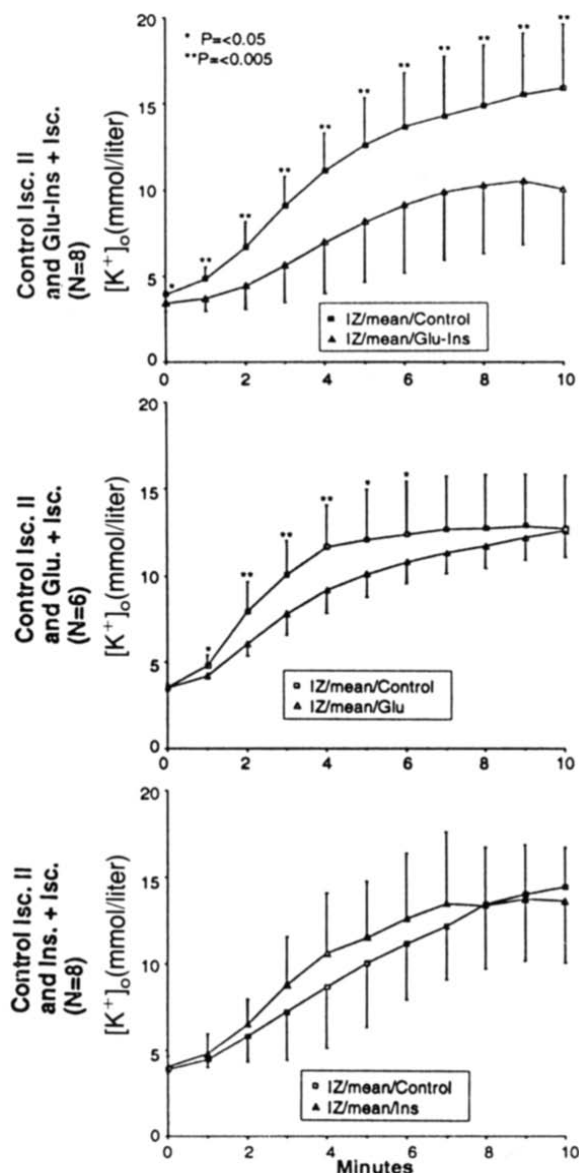 * P=<0.05
**P=<0.005
Control Isc. II
and Glu-Ins + Isc.
(N=8)
[K+]o(mmol/liter)
20
15
10
5
0
** ** ** ** ** ** ** ** ** **
*
IZ/mean/Control
IZ/mean/Glu-Ins
0 2 4 6 8 10
Control Isc. II
and Glu. + Isc.
(N=6)
[K+]o(mmol/liter)
20
15
10
5
0
* ** ** ** * *
IZ/mean/Control
IZ/mean/Glu
0 2 4 6 8 10
Control Isc. II
and Ins. + Isc.
(N=8)
[K+]o(mmol/liter)
20
15
10
5
0
IZ/mean/Control
IZ/mean/Ins
0 2 4 6 8 10
Minutes